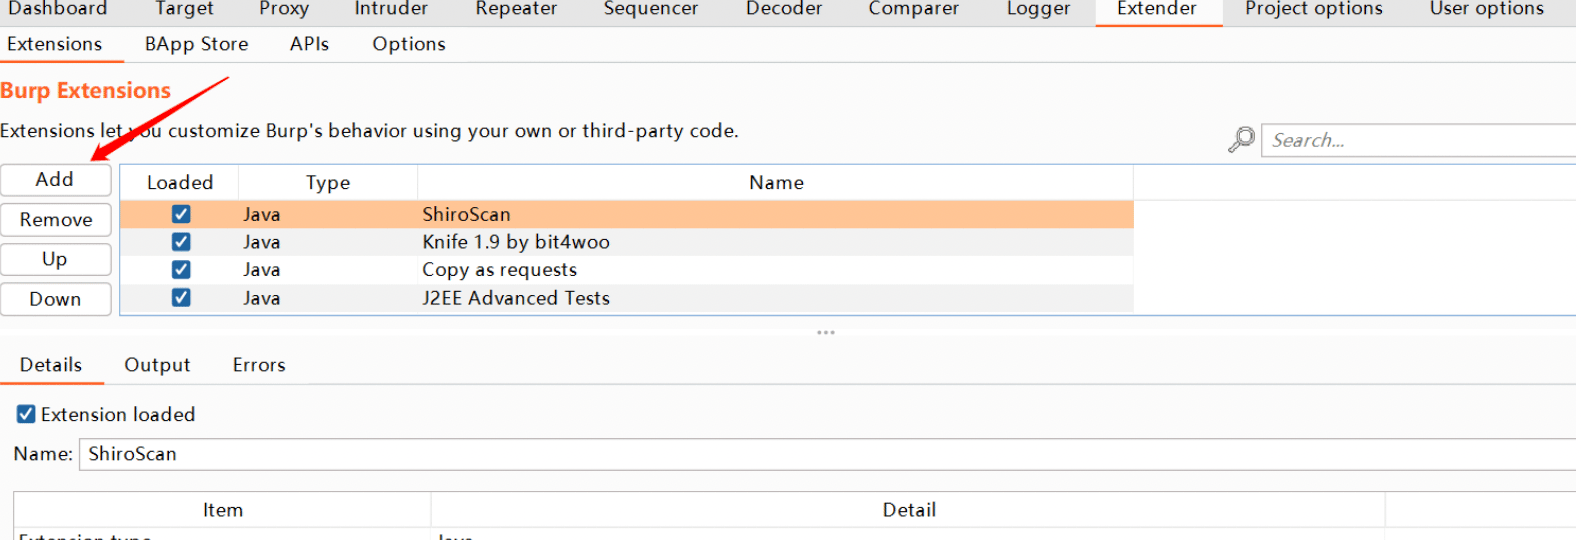 Dashboard Target Proxy Intruder Repeater Sequencer Decoder Comparer Logger Extender Project options User options
Extensions BApp Store APIs Options
Burp Extensions
Extensions let you customize Burp's behavior using your own or third-party code.
Search...
Add
Remove
Up
Down
Loaded Type Name
Java ShiroScan
Java Knife 1.9 by bit4woo
Java Copy as requests
Java J2EE Advanced Tests
Details Output Errors
Extension loaded
Name: ShiroScan
Item Detail
Extension type Java